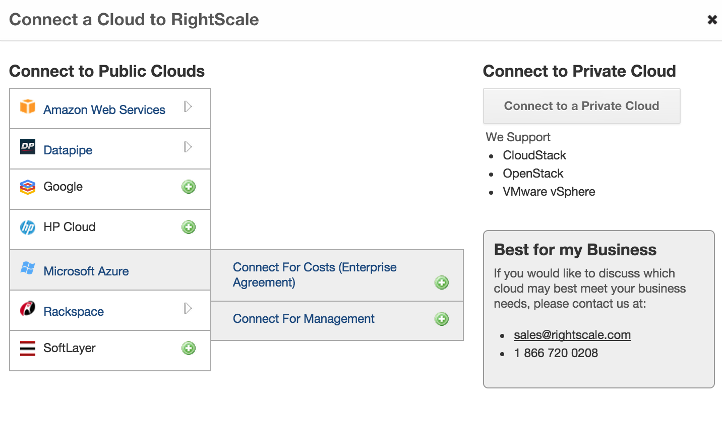 Connect a Cloud to RightScale
Connect to Public Clouds
Amazon Web Services
DP
Datapipe
Google
hp
HP Cloud
Microsoft Azure
Connect For Costs (Enterprise
Agreement)
Connect For Management
Rackspace
SoftLayer
Connect to Private Cloud
Connect to a Private Cloud
We Support
• CloudStack
• OpenStack
• VMware vSphere
Best for my Business
If you would like to discuss which
cloud may best meet your business
needs, please contact us at:
• sales@rightscale.com
• 1 866 720 0208